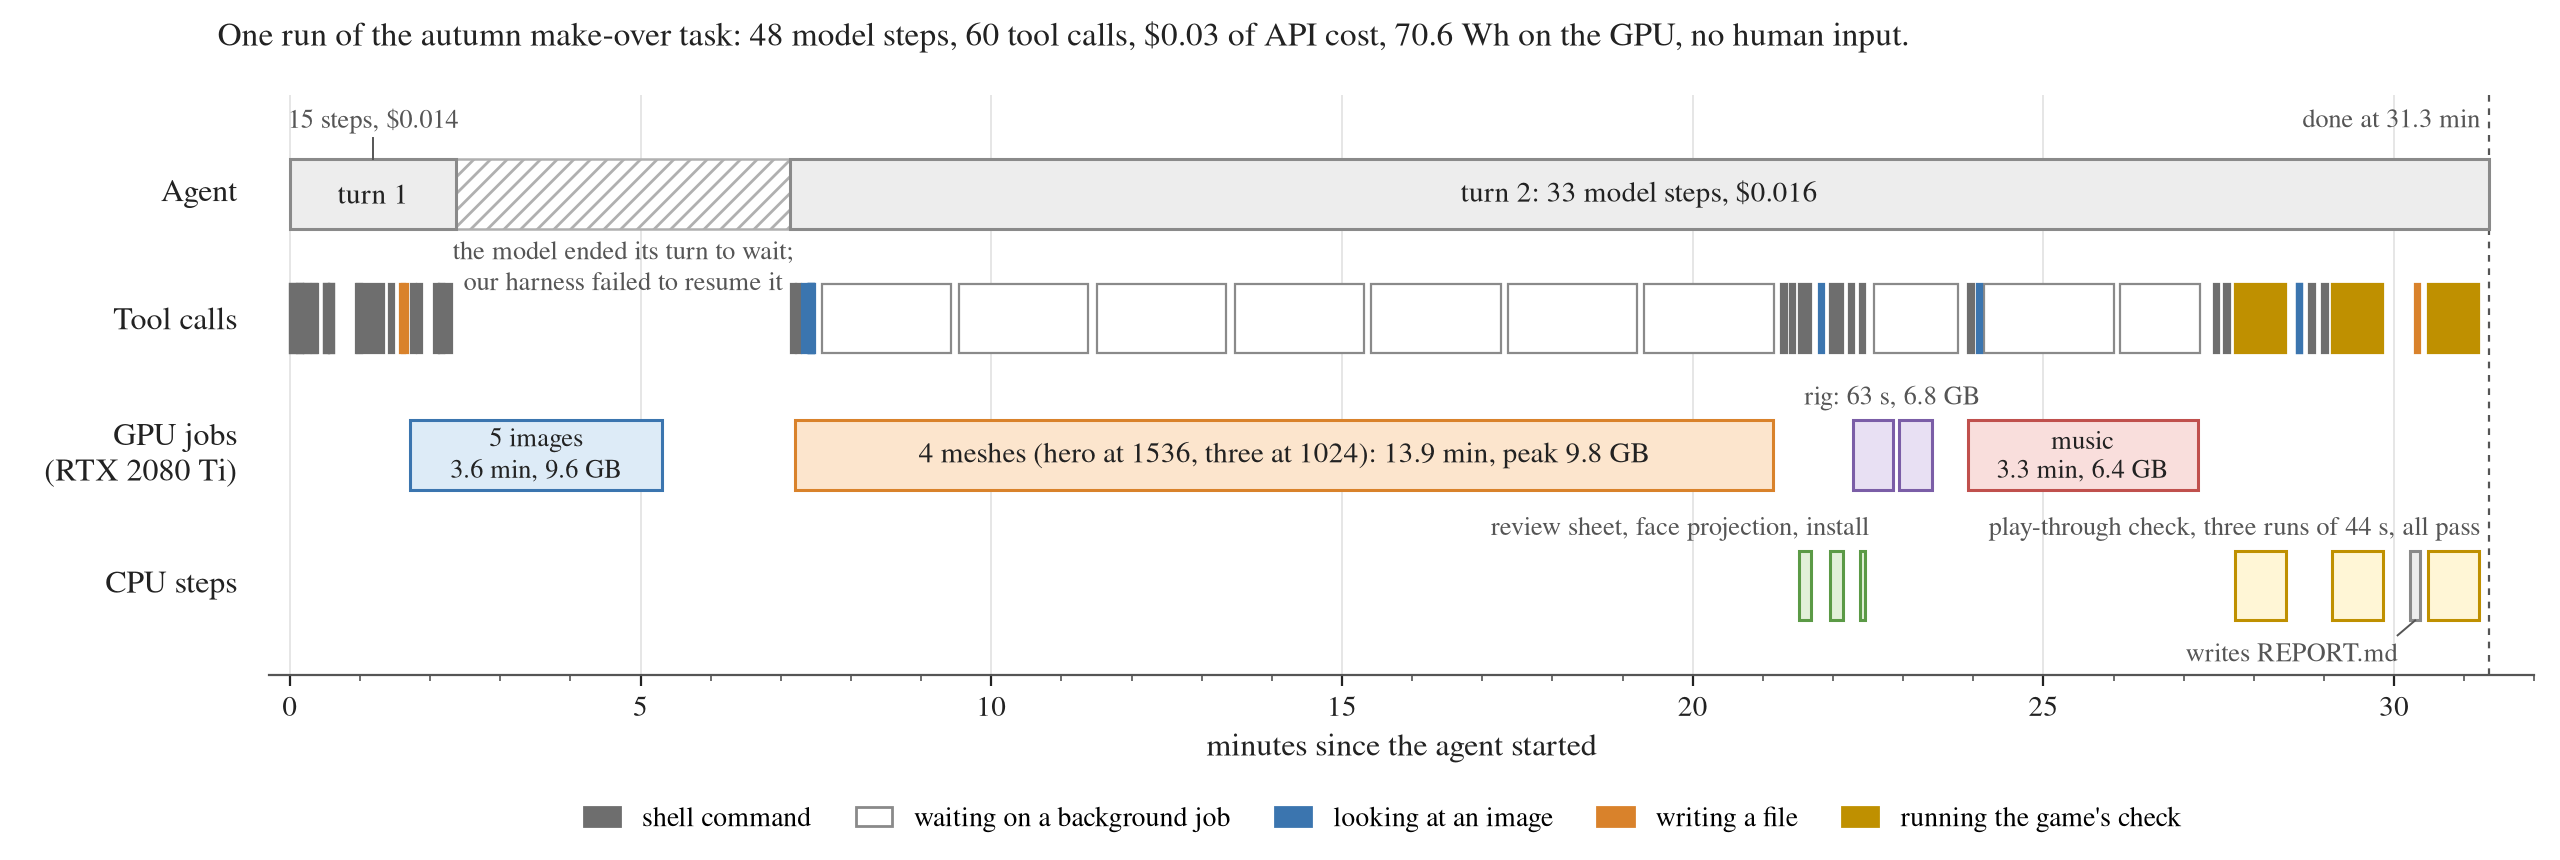 One run of the autumn make-over task: 48 model steps, 60 tool calls, $0.03 of API cost, 70.6 Wh on the GPU, no human input.
15 steps, $0.014
done at 31.3 min
Agent
turn 1
turn 2: 33 model steps, $0.016
the model ended its turn to wait;
our harness failed to resume it
Tool calls
rig: 63 s, 6.8 GB
GPU jobs
(RTX 2080 Ti)
5 images
3.6 min, 9.6 GB
4 meshes (hero at 1536, three at 1024): 13.9 min, peak 9.8 GB
music
3.3 min, 6.4 GB
review sheet, face projection, install
play-through check, three runs of 44 s, all pass
CPU steps
writes REPORT.md
0 5 10 15 20 25 30
minutes since the agent started
shell command
waiting on a background job
looking at an image
writing a file
running the game's check